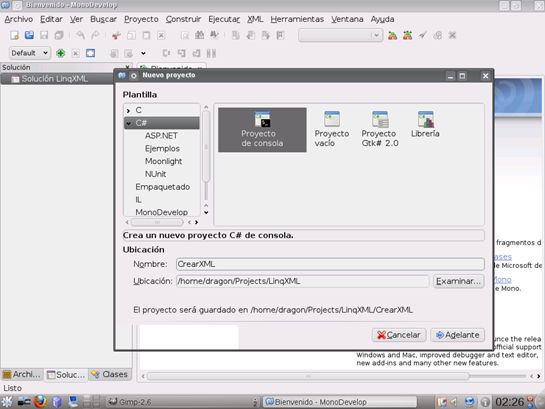 Bienvenido - MonoDevelop
Archivo Editar Ver Buscar Proyecto Construir Ejecutar XML Herramientas Ventana Ayuda
Default
Solución
Bienvenido
Solución LinqXML
Nuevo proyecto
Plantilla
C
C#
ASP.NET
Ejemplos
Moonlight
NUnit
Empaquetado
IL
MonoDevelop
Proyecto
de consola
Proyecto
vacío
Proyecto
Gtk# 2.0
Librería
Crea un nuevo proyecto C# de consola.
Ubicación
Nombre: CrearXML
Ubicación: /home/dragon/Projects/LinqXML Examinar...
El proyecto será guardado en /home/dragon/Projects/LinqXML/CrearXML
Cancelar Adelante
fragmentos d
ases
de Microsoft de
Mono
e Mono.
unce the relea
official support
Windows and Mac, improved debugger and text editor,
new add-ins and many other new features.
Archi... Soluc... Clases
Listo
Gimp-2.6
Bienvenido - MonoDevelop
02:26